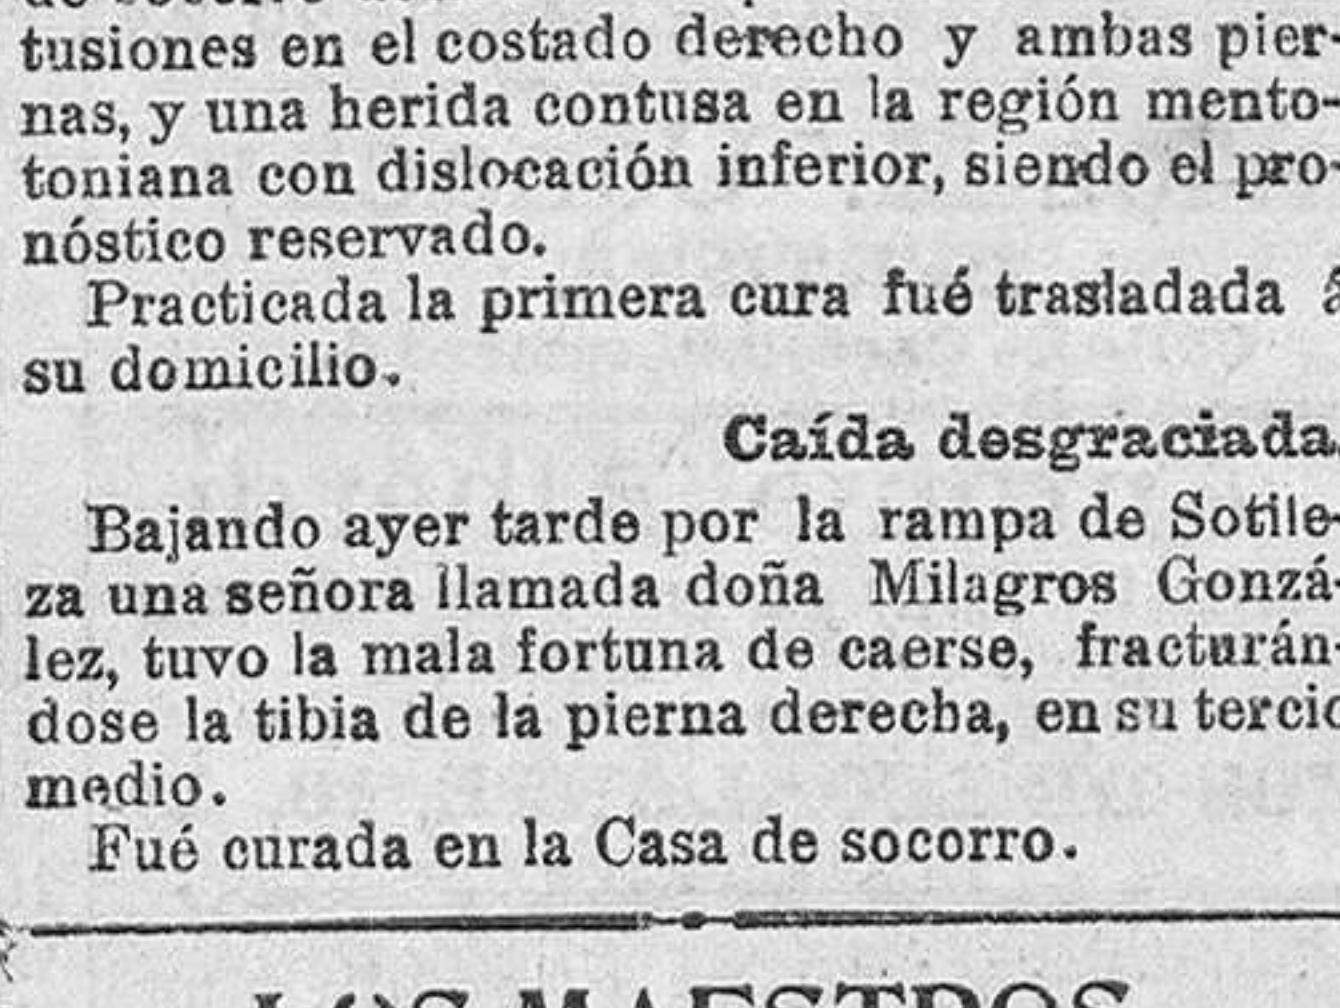 tusiones en el costado derecho y ambas pier-
nas, y una herida contusa en la región mento-
toniana con dislocación inferior, siendo el pro-
nóstico reservado.
Practicada la primera cura fué trasladada á
su domicilio.
Caída desgraciada.
Bajando ayer tarde por la rampa de Sotile-
za una señora llamada doña Milagros Gonzá-
lez, tuvo la mala fortuna de caerse, fracturán-
dose la tibia de la pierna derecha, en su tercio
medio.
Fué curada en la Casa de socorro.
LOS MAESTROS